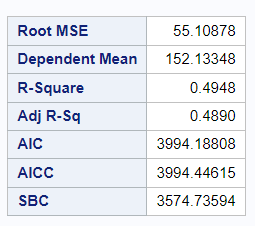 Root MSE 55.10878
Dependent Mean 152.13348
R-Square 0.4948
Adj R-Sq 0.4890
AIC 3994.18808
AICC 3994.44615
SBC 3574.73594